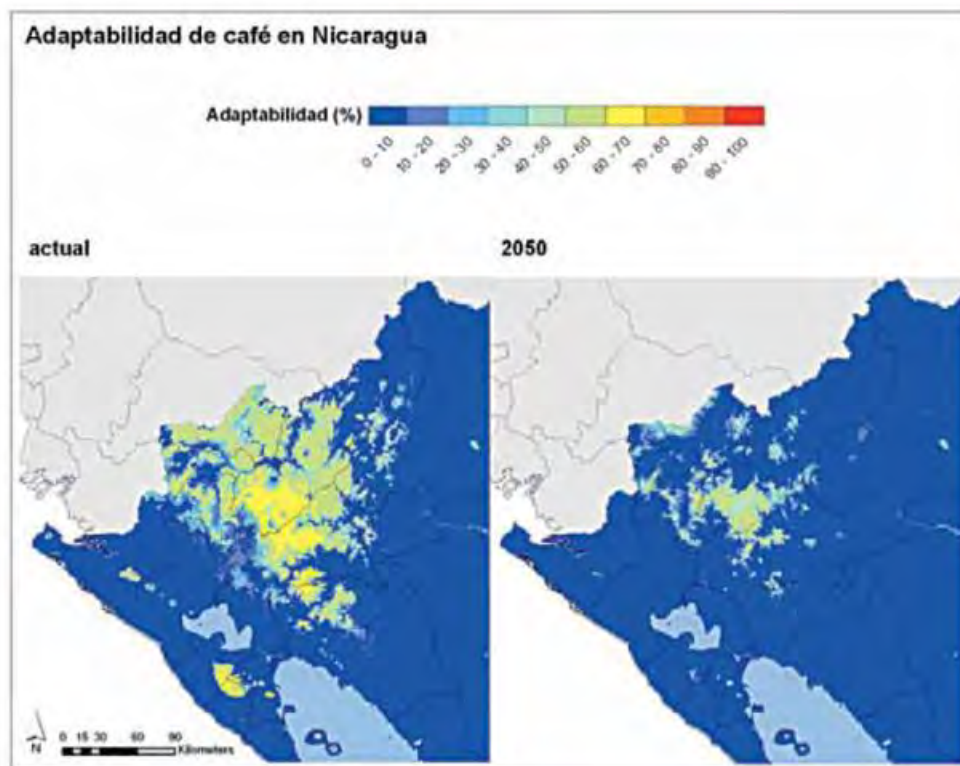 Adaptabilidad de café en Nicaragua
Adaptabilidad (%)
0 - 10
10 - 20
20 - 30
30 - 40
40 - 50
50 - 60
60 - 70
70 - 80
80 - 90
90 - 100
actual
2050
N
0 15 30 60 90
Kilometers